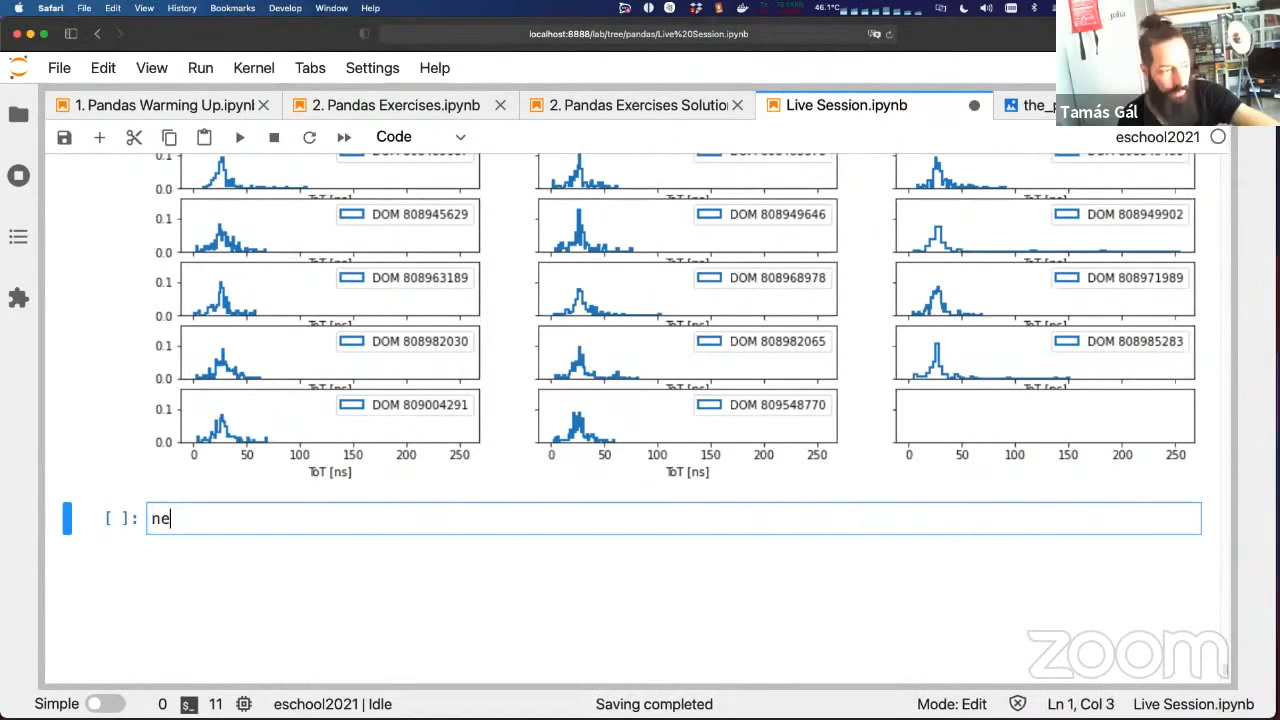 Safari File Edit View History Bookmarks Develop Window Help 46.1°C
localhost:8888/lab/tree/pandas/Live%20Session.ipynb
File Edit View Run Kernel Tabs Settings Help
1. Pandas Warming Up.ipynl
2. Pandas Exercises.ipynb
2. Pandas Exercises Solutio
Live Session.ipynb
the_
Tamás Gál
Code
eschool2021
0.1
0.0
DOM 808945629 DOM 808949646 DOM 808949902
0.1
0.0
DOM 808963189 DOM 808968978 DOM 808971989
0.1
0.0
DOM 808982030 DOM 808982065 DOM 808985283
0.1
0.0
DOM 809004291 DOM 809548770
0.1
0.0
0 50 100 150 200 250 0 50 100 150 200 250 0 50 100 150 200 250
ToT [ns] ToT [ns]
[ ]: ne
zoom
Simple 0 $_ 11 eschool2021 | Idle Saving completed Mode: Edit Ln 1, Col 3 Live Session.ipynb